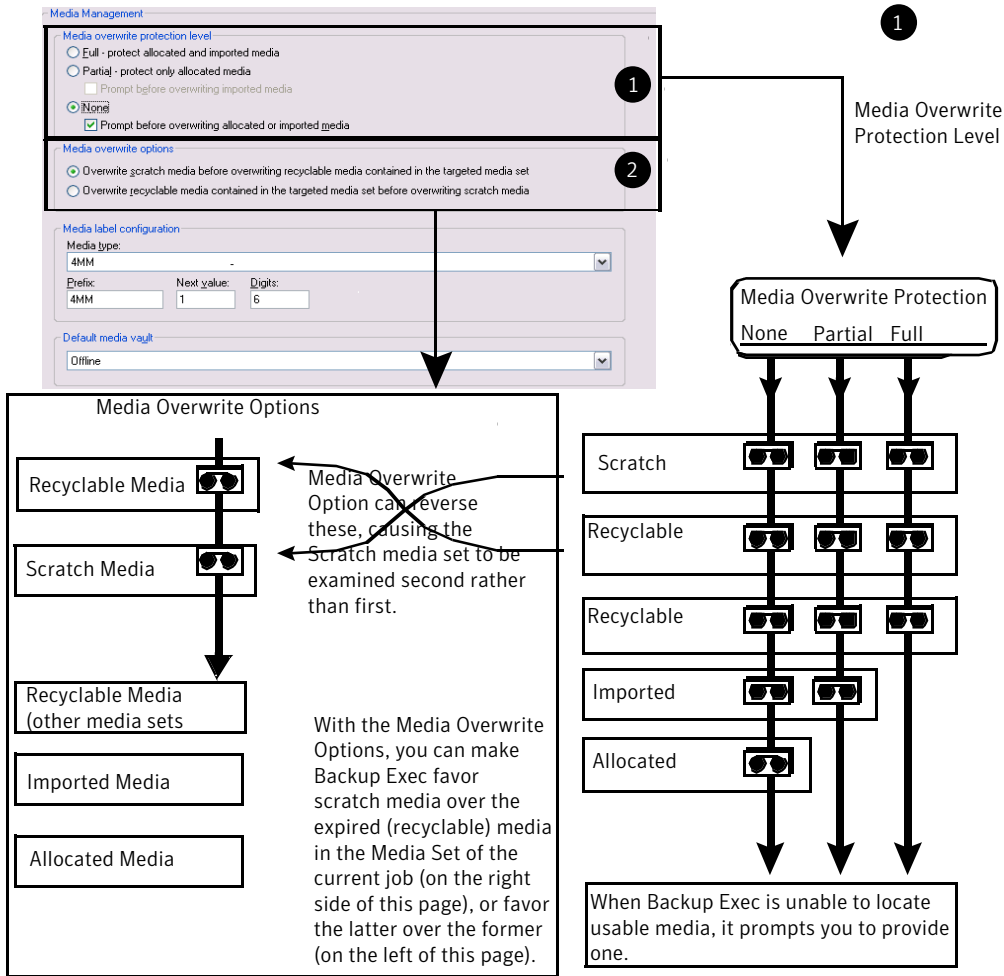 Media Management
Media overwrite protection level
Full - protect allocated and imported media
Partial - protect only allocated media
Prompt before overwriting imported media
None
Prompt before overwriting allocated or imported media
1
Media overwrite options
Overwrite scratch media before overwriting recyclable media contained in the targeted media set
Overwrite recyclable media contained in the targeted media set before overwriting scratch media
2
Media label configuration
Media type:
4MM
Prefix: Next value: Digits:
4MM 1 6
Default media vault
Offline
1
Media Overwrite
Protection Level
Media Overwrite Protection
None Partial Full
Scratch
Recyclable
Recyclable
Imported
Allocated
When Backup Exec is unable to locate
usable media, it prompts you to provide
one.
Media Overwrite Options
Recyclable Media
Scratch Media
Recyclable Media
(other media sets
Imported Media
Allocated Media
Media Overwrite
Option can reverse
these, causing the
Scratch media set to be
examined second rather
than first.
With the Media Overwrite
Options, you can make
Backup Exec favor
scratch media over the
expired (recyclable) media
in the Media Set of the
current job (on the right
side of this page), or favor
the latter over the former
(on the left of this page).